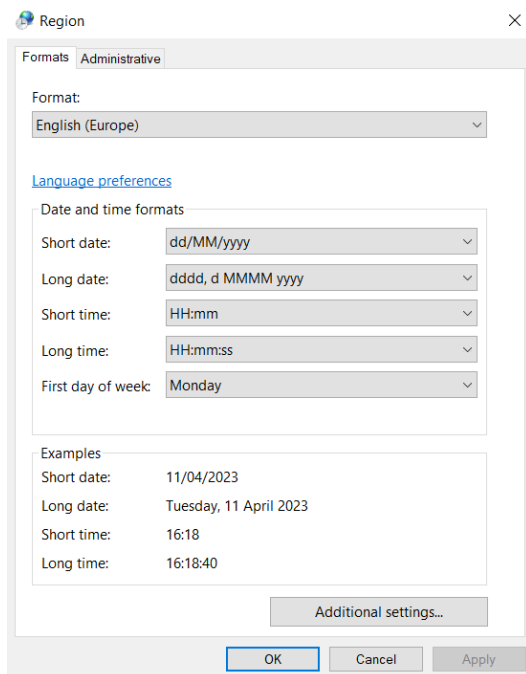 Region
Formats Administrative
Format:
English (Europe)
Language preferences
Date and time formats
Short date: dd/MM/yyyy
Long date: dddd, d MMMM yyyy
Short time: HH:mm
Long time: HH:mm:ss
First day of week: Monday
Examples
Short date: 11/04/2023
Long date: Tuesday, 11 April 2023
Short time: 16:18
Long time: 16:18:40
Additional settings...
OK Cancel Apply